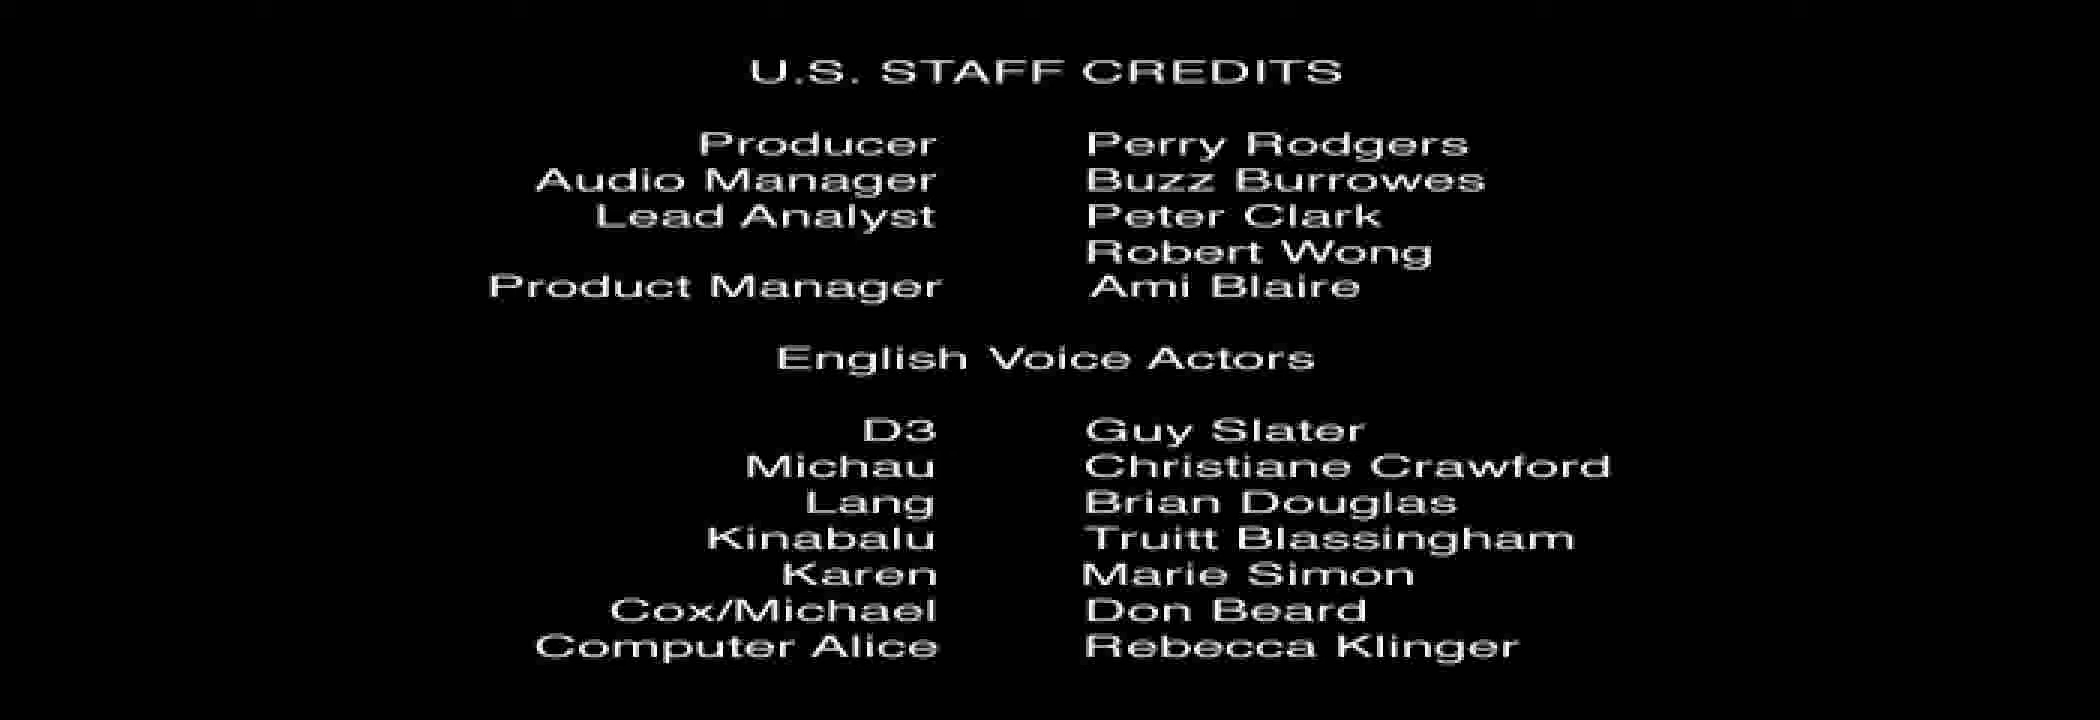 U.S. STAFF CREDITS
Producer Perry Rodgers
Audio Manager Buzz Burrowes
Lead Analyst Peter Clark
Robert Wong
Product Manager Ami Blaire
English Voice Actors
D3 Guy Slater
Michau Christiane Crawford
Lang Brian Douglas
Kinabalu Truitt Blassingham
Karen Marie Simon
Cox/Michael Don Beard
Computer Alice Rebecca Klinger